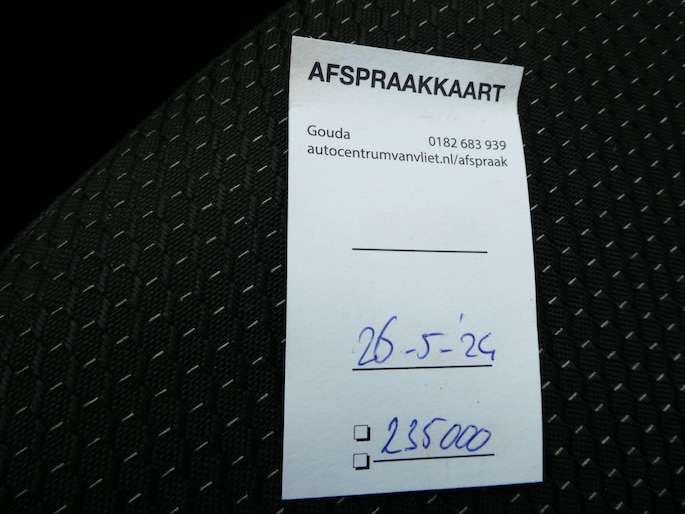 AFSPRAAKKAART
Gouda 0182 683 939
autocentrumvanvliet.nl/afspraak
26-5-'24
235000